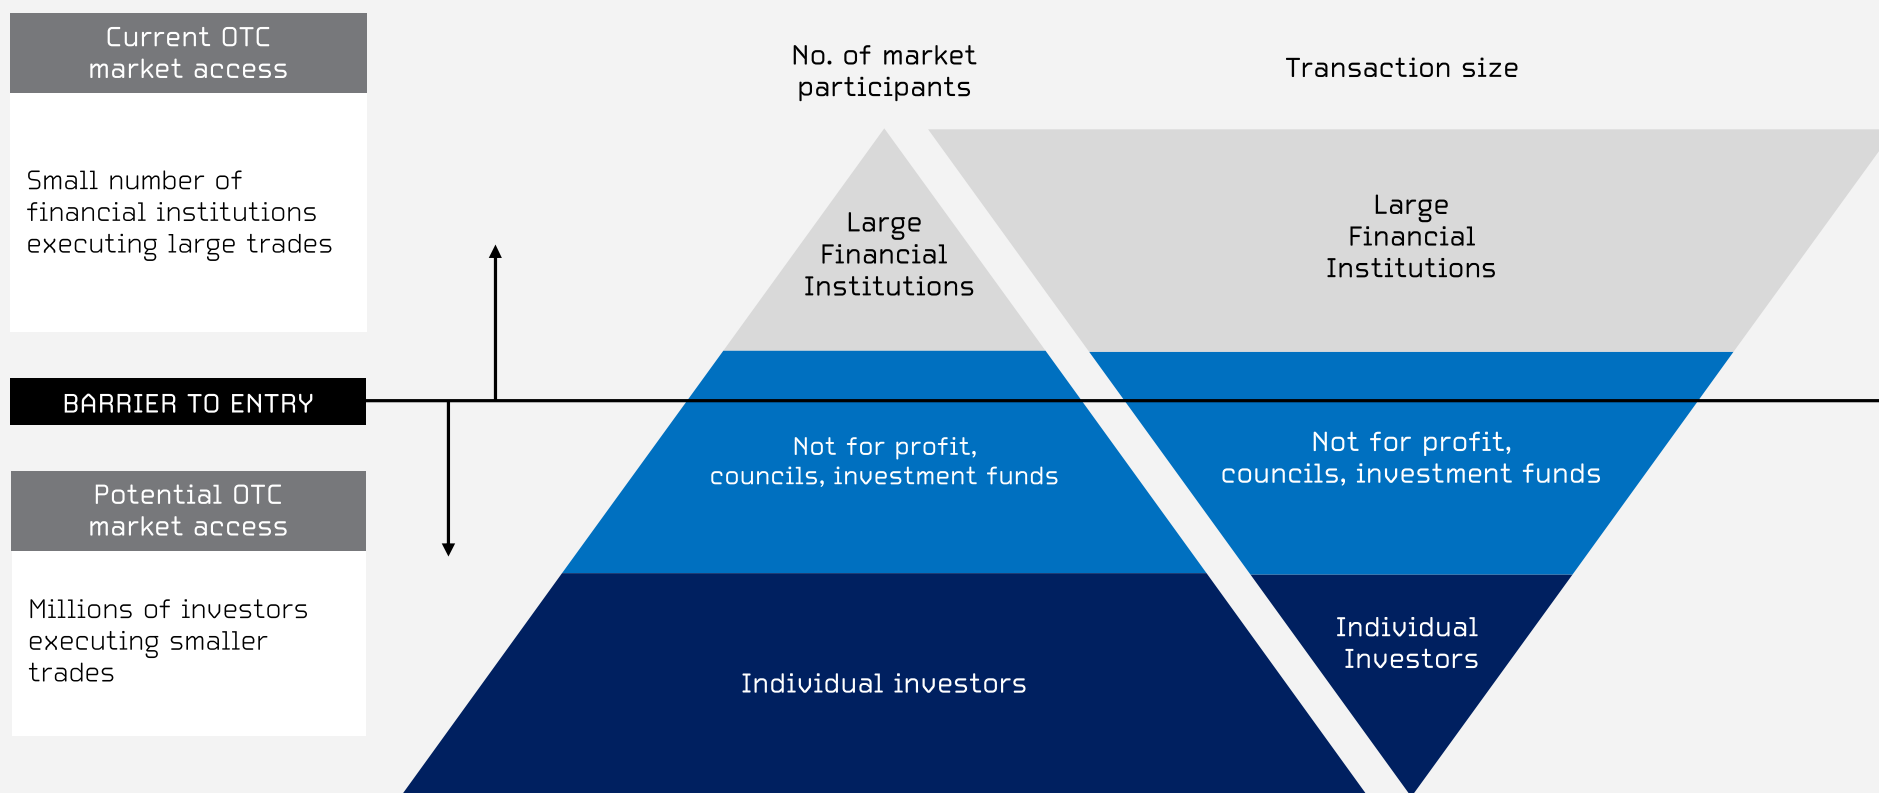 Current OTC
market access
Small number of
financial institutions
executing large trades
BARRIER TO ENTRY
Potential OTC
market access
Millions of investors
executing smaller
trades
No. of market
participants
Large
Financial
Institutions
Not for profit,
councils, investment funds
Individual investors
Transaction size
Large
Financial
Institutions
Not for profit,
councils, investment funds
Individual
Investors